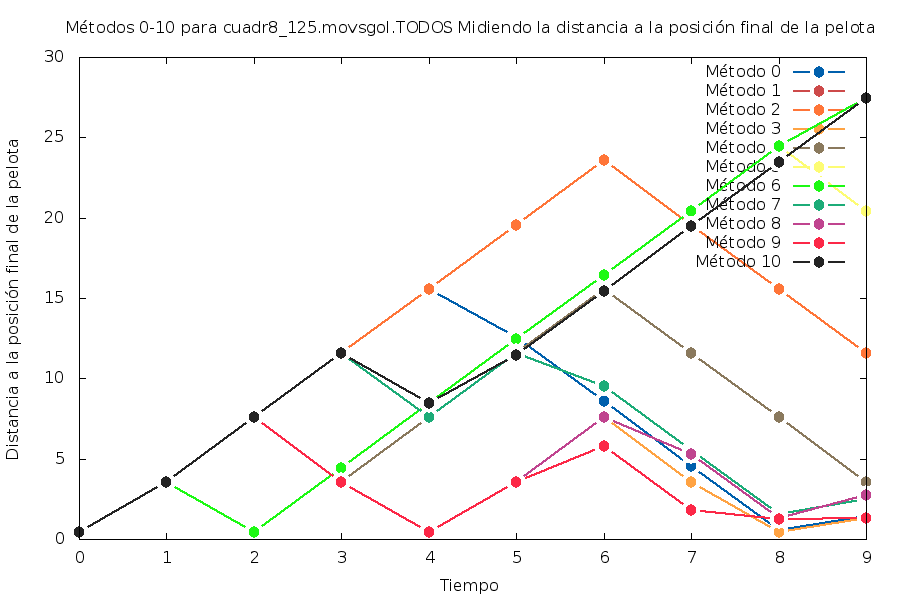 Métodos 0-10 para cuadr8_125.movsgol.TODOS Midiendo la distancia a la posición final de la pelota
30
25
20
15
10
5
0
Distancia a la posición final de la pelota
Método 0
Método 1
Método 2
Método 3
Método
Método
Método 6
Método 7
Método 8
Método 9
Método 10
0 1 2 3 4 5 6 7 8 9
Tiempo